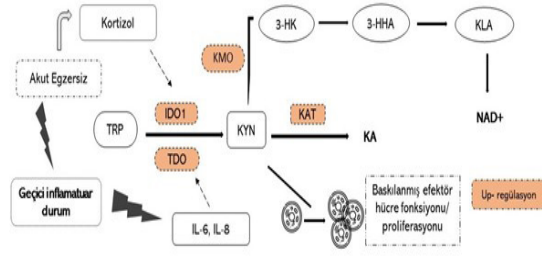 Kortizol
3-HK
3-HHA
KLA
KMO
Akut Egzersiz
IDO1
KAT
NAD+
TRP
KYN
KA
TDO
Geçici inflamatuar
durum
IL-6, IL-8
Baskılanmış efektör
hücre fonksiyonu/
proliferasyonu
Up- regülasyon